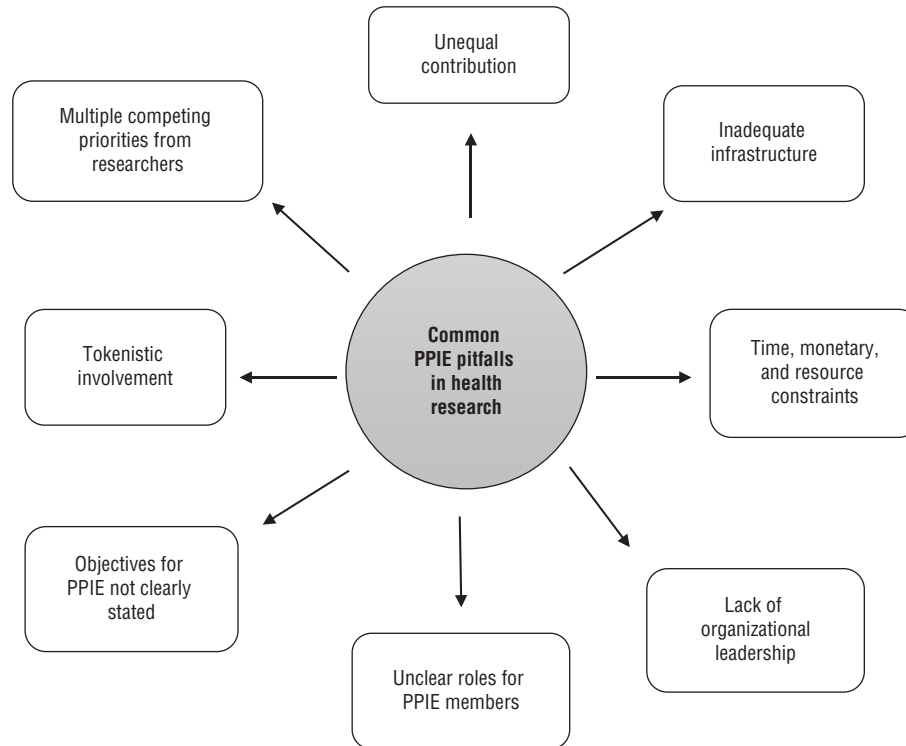 Unequal
contribution
Multiple competing
priorities from
researchers
Inadequate
infrastructure
Common
PPIE pitfalls
in health
research
Tokenistic
involvement
Time, monetary,
and resource
constraints
Objectives for
PPIE not clearly
stated
Lack of
organizational
leadership
Unclear roles for
PPIE members